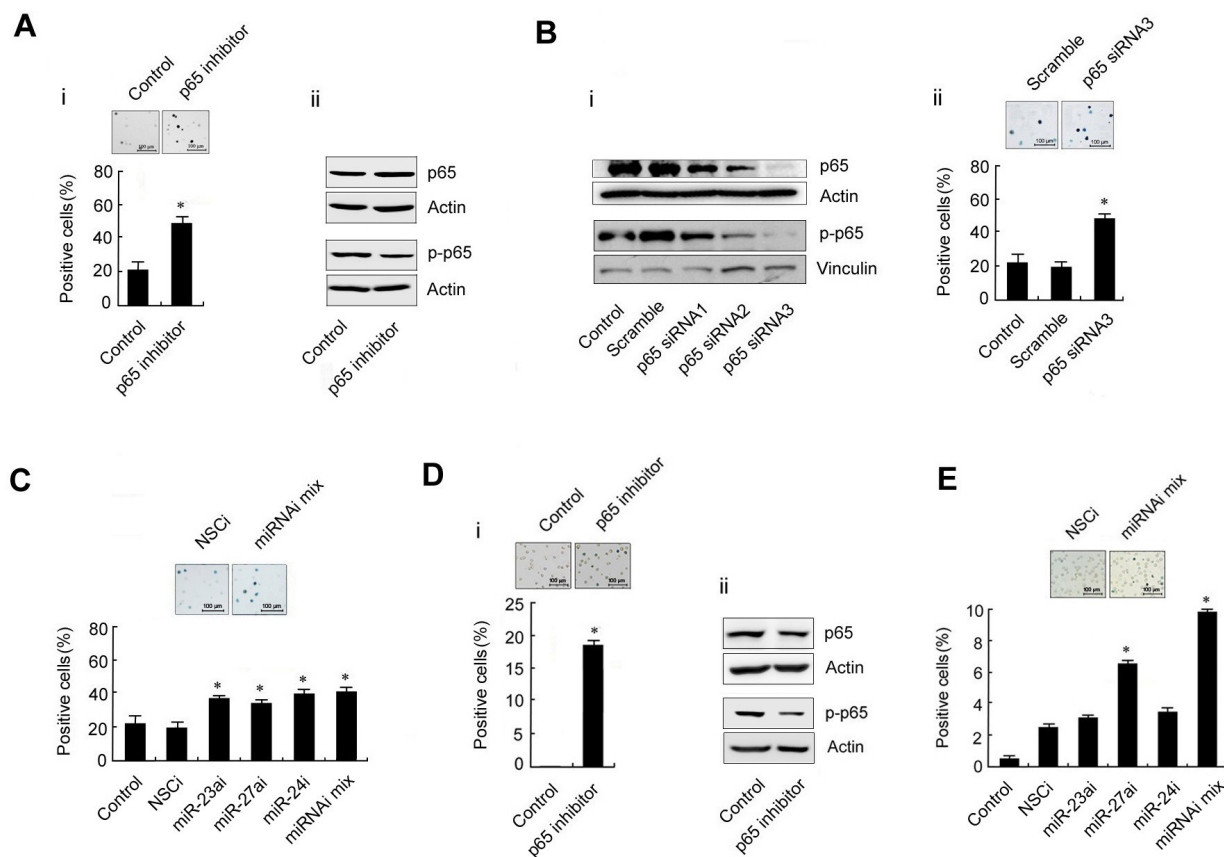 A
Control
p65 inhibitor
i
100 µm
100 µm
Positive cells (%)
80
60
40
20
0
Control
p65 inhibitor
ii
p65
Actin
p-p65
Actin
Control
p65 inhibitor
B
i
p65
Actin
p-p65
Vinculin
Control
Scramble
p65 siRNA1
p65 siRNA2
p65 siRNA3
ii
Scramble
p65 siRNA3
100 µm
100 µm
Positive cells (%)
80
60
40
20
0
*
Control
Scramble
p65 siRNA3
C
NSCi
miRNAi mix
100 µm
100 µm
Positive cells (%)
80
60
40
20
0
* * * *
Control
NSCi
miR-23ai
miR-27ai
miR-24i
miRNAi mix
D
i
Control
p65 inhibitor
100 µm
100 µm
Positive cells (%)
25
20
15
10
5
0
*
Control
p65 inhibitor
ii
p65
Actin
p-p65
Actin
Control
p65 inhibitor
E
NSCi
miRNAi mix
100 µm
100 µm
Positive cells (%)
10
8
6
4
2
0
* *
Control
NSCi
miR-23ai
miR-27ai
miR-24i
miRNAi mix